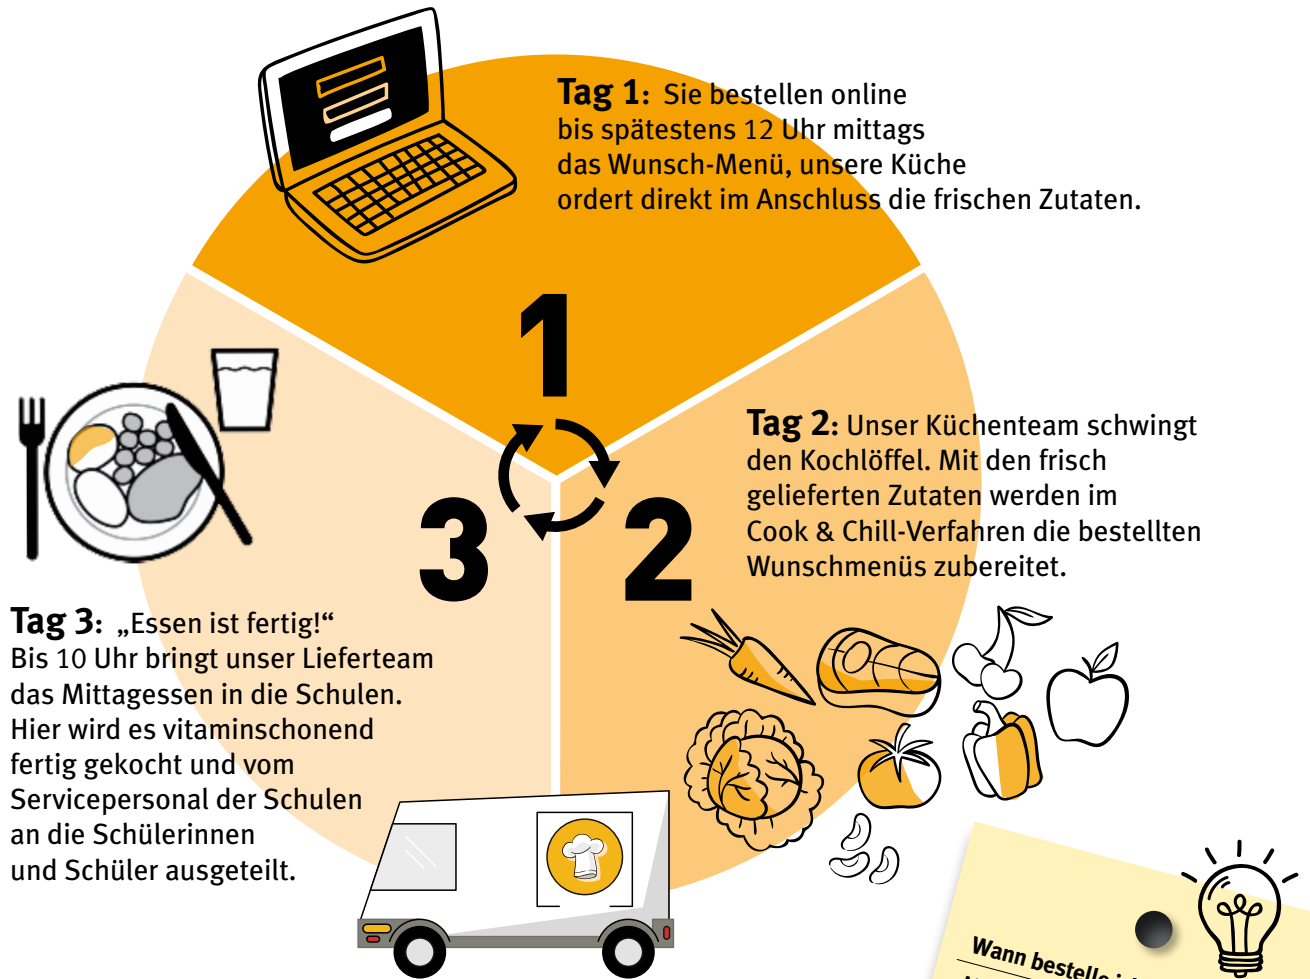 Tag 1: Sie bestellen online
bis spätestens 12 Uhr mittags
das Wunsch-Menü, unsere Küche
ordert direkt im Anschluss die frischen Zutaten.
1
Tag 2: Unser Küchenteam schwingt
den Kochlöffel. Mit den frisch
gelieferten Zutaten werden im
Cook & Chill-Verfahren die bestellten
Wunschmenüs zubereitet.
2
3
Tag 3: „Essen ist fertig!“
Bis 10 Uhr bringt unser Lieferteam
das Mittagessen in die Schulen.
Hier wird es vitaminschonend
fertig gekocht und vom
Servicepersonal der Schulen
an die Schülerinnen
und Schüler ausgeteilt.
Wann bestelle